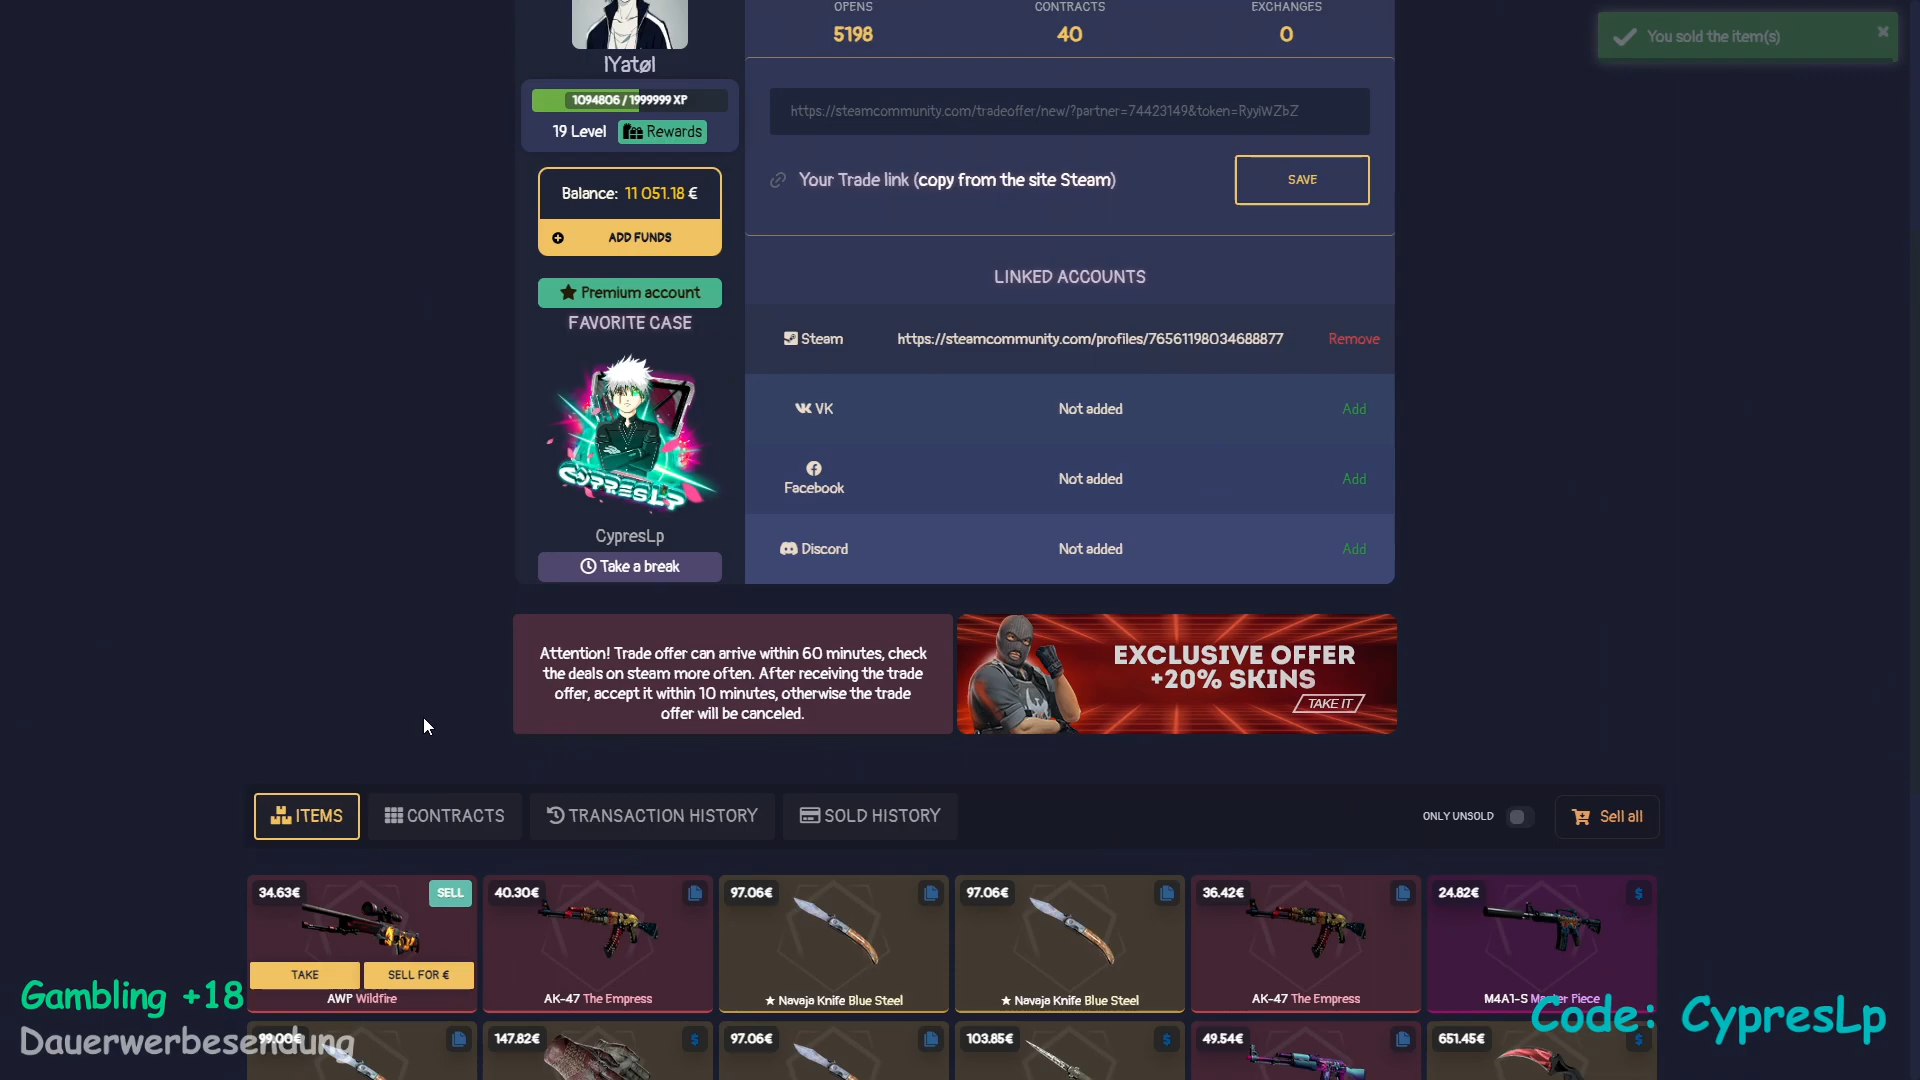 OPENS
CONTRACTS
EXCHANGES
5198
40
0
You sold the item(s)
lYatøl
1094806 / 1999999 XP
19 Level
Rewards
https://steamcommunity.com/tradeoffer/new/?partner=74423149&token=RyyiWZbZ
Your Trade link (copy from the site Steam)
SAVE
Balance: 11 051.18 €
ADD FUNDS
Premium account
FAVORITE CASE
CYPRESLP
CypresLp
Take a break
LINKED ACCOUNTS
Steam
https://steamcommunity.com/profiles/76561198034688877
Remove
VK
Not added
Add
Facebook
Not added
Add
Discord
Not added
Add
Attention! Trade offer can arrive within 60 minutes, check
the deals on steam more often. After receiving the trade
offer, accept it within 10 minutes, otherwise the trade
offer will be canceled.
EXCLUSIVE OFFER
+20% SKINS
TAKE IT
ITEMS
CONTRACTS
TRANSACTION HISTORY
SOLD HISTORY
ONLY UNSOLD
Sell all
34.63€
SELL
TAKE
SELL FOR €
AWP Wildfire
40.30€
AK-47 The Empress
97.06€
★ Navaja Knife Blue Steel
97.06€
★ Navaja Knife Blue Steel
36.42€
AK-47 The Empress
24.82€
$
M4A1-S Master Piece
99.00€
147.82€
$
97.06€
103.85€
$
49.54€
651.45€
$
Gambling +18
Dauerwerbesendung
Code: CypresLp